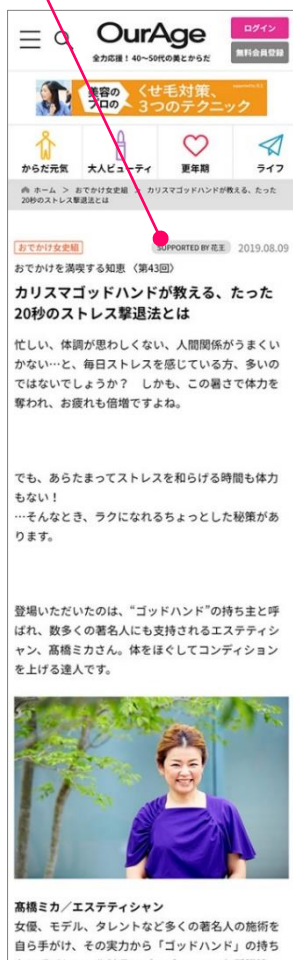 OurAge
全力応援！40〜50代の美とからだ
ログイン
無料会員登録
美容の
プロの
くせ毛対策、
3つのテクニック
からだ元気
大人ビューティ
更年期
ライフ
ホーム ＞ おでかけ女史組 ＞ カリスマゴッドハンドが教える、たった
20秒のストレス撃退法とは
おでかけ女史組
SUPPORTED BY 花王
2019.08.09
おでかけを満喫する知恵〈第43回〉
カリスマゴッドハンドが教える、たった
20秒のストレス撃退法とは
忙しい、体調が思わしくない、人間関係がうまくい
かない…と、毎日ストレスを感じている方、多いの
ではないでしょうか？ しかも、この暑さで体力を
奪われ、お疲れも倍増ですよね。
でも、あらたまってストレスを和らげる時間も体力
もない！
…そんなとき、ラクになれるちょっとした秘策があ
ります。
登場いただいたのは、“ゴッドハンド”の持ち主と呼
ばれ、数多くの著名人にも支持されるエステティシ
ャン、髙橋ミカさん。体をほぐしてコンディション
を上げる達人です。
髙橋ミカ／エステティシャン
女優、モデル、タレントなど多くの著名人の施術を
自ら手がけ、その実力から「ゴッドハンド」の持ち